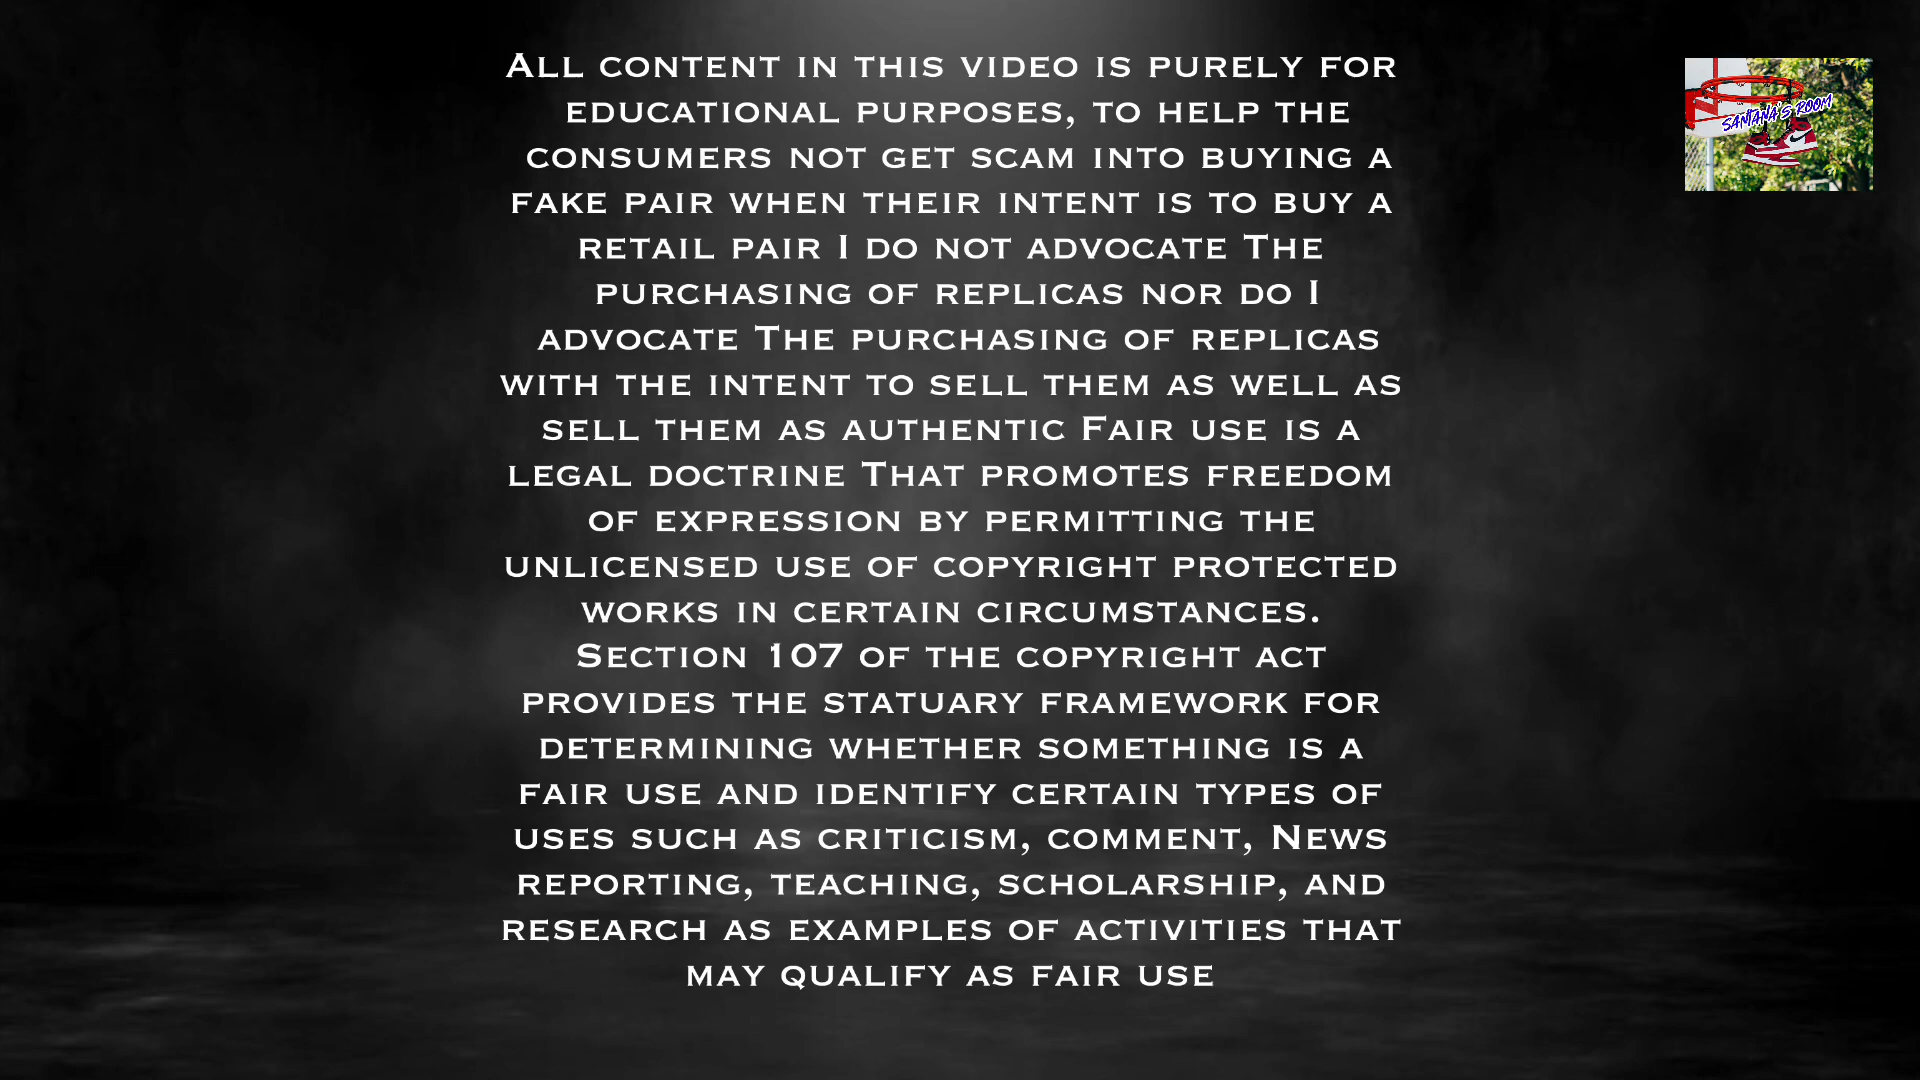 All content in this video is purely for
educational purposes, to help the
consumers not get scam into buying a
fake pair when their intent is to buy a
retail pair I do not advocate The
purchasing of replicas nor do I
advocate The purchasing of replicas
with the intent to sell them as well as
sell them as authentic Fair use is a
legal doctrine That promotes freedom
of expression by permitting the
unlicensed use of copyright protected
works in certain circumstances.
Section 107 of the copyright act
provides the statuary framework for
determining whether something is a
fair use and identify certain types of
uses such as criticism, comment, News
reporting, teaching, scholarship, and
research as examples of activities that
may qualify as fair use
SANTANA'S ROOM